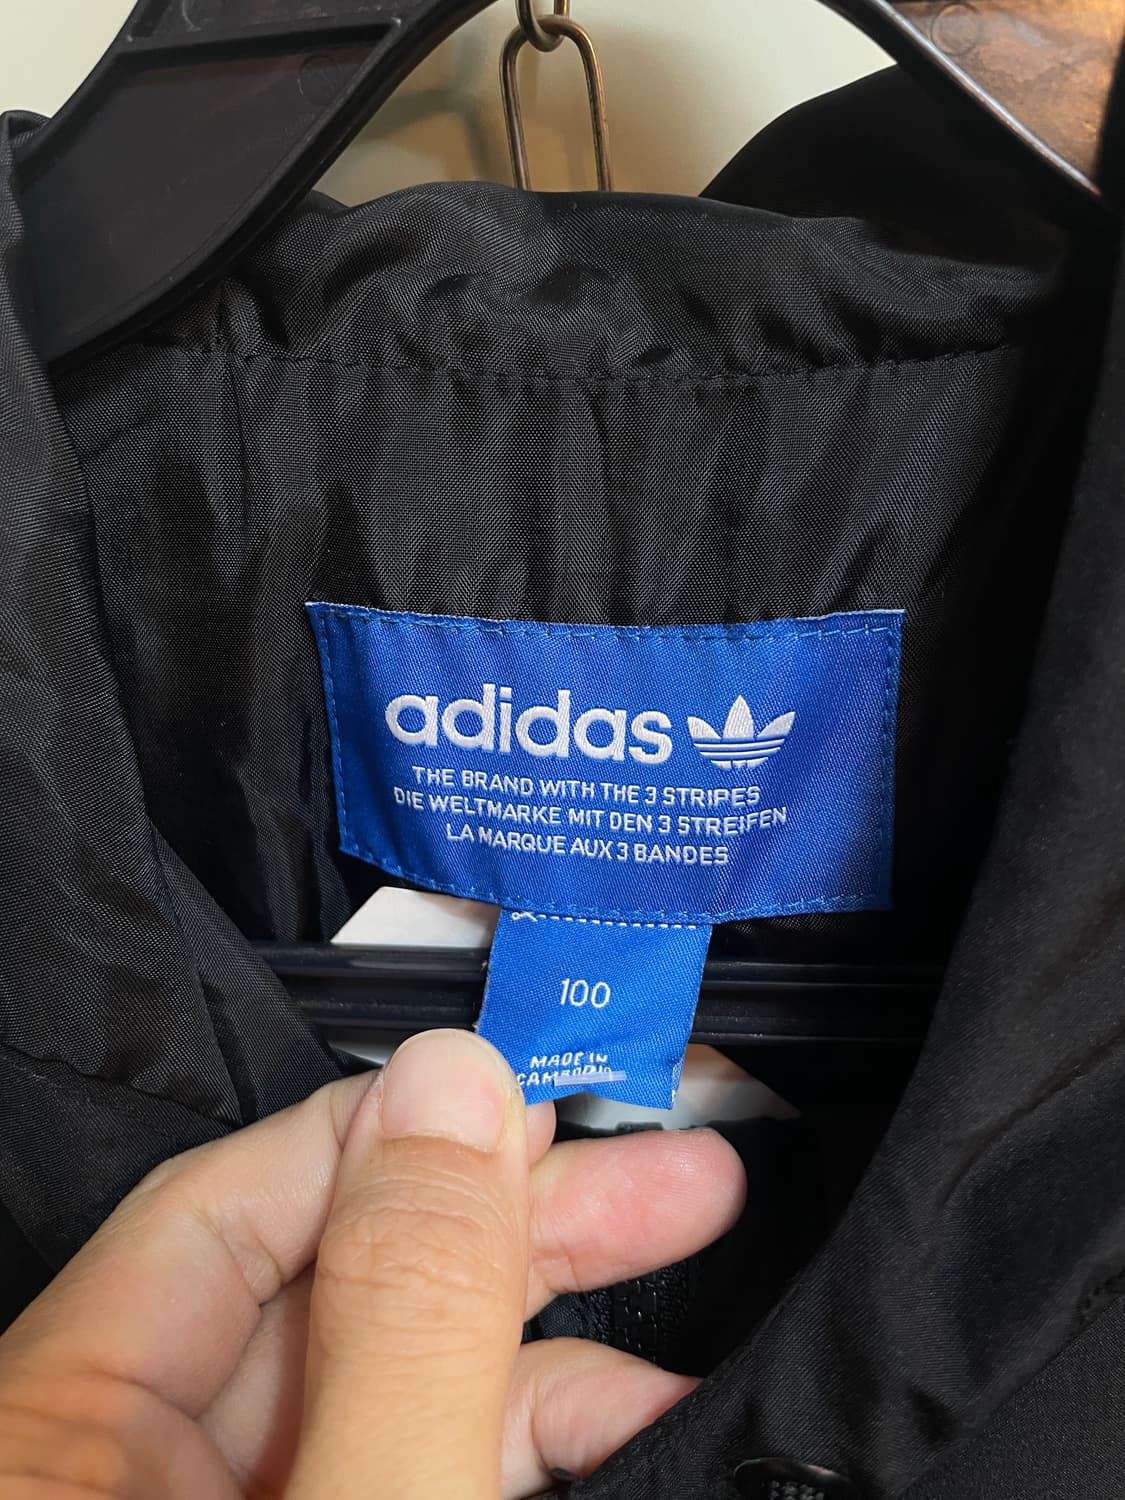 adidas
THE BRAND WITH THE 3 STRIPES
DIE WELTMARKE MIT DEN 3 STREIFEN
LA MARQUE AUX 3 BANDES
100
MADE IN
CAMBODIA